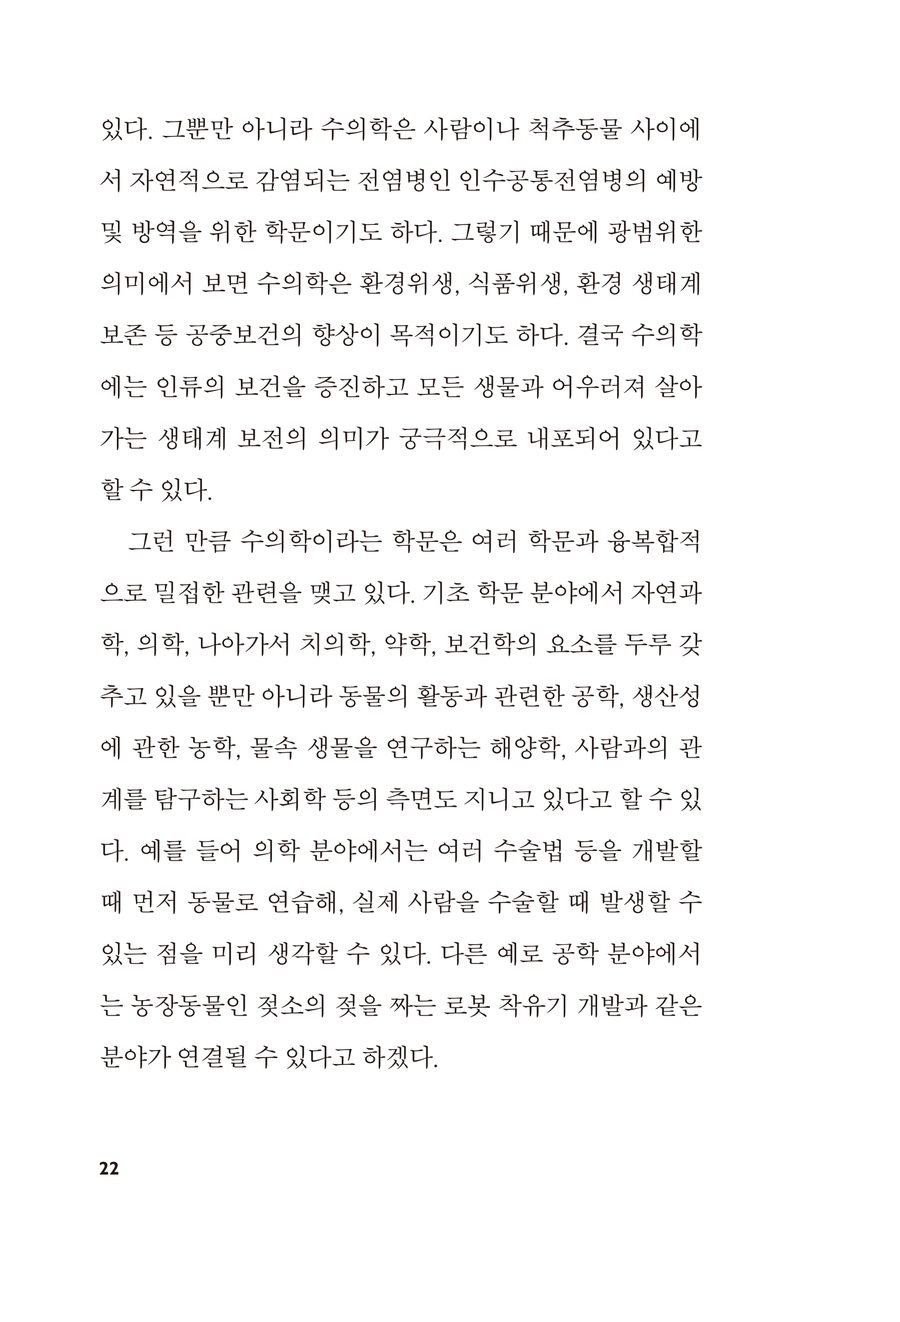 있다. 그뿐만 아니라 수의학은 사람이나 척추동물 사이에
서 자연적으로 감염되는 전염병인 인수공통전염병의 예방
및 방역을 위한 학문이기도 하다. 그렇기 때문에 광범위한
의미에서 보면 수의학은 환경위생, 식품위생, 환경 생태계
보존 등 공중보건의 향상이 목적이기도 하다. 결국 수의학
에는 인류의 보건을 증진하고 모든 생물과 어우러져 살아
가는 생태계 보전의 의미가 궁극적으로 내포되어 있다고
할 수 있다.
그런 만큼 수의학이라는 학문은 여러 학문과 융복합적
으로 밀접한 관련을 맺고 있다. 기초 학문 분야에서 자연과
학, 의학, 나아가서 치의학, 약학, 보건학의 요소를 두루 갖
추고 있을 뿐만 아니라 동물의 활동과 관련한 공학, 생산성
에 관한 농학, 물속 생물을 연구하는 해양학, 사람과의 관
계를 탐구하는 사회학 등의 측면도 지니고 있다고 할 수 있
다. 예를 들어 의학 분야에서는 여러 수술법 등을 개발할
때 먼저 동물로 연습해, 실제 사람을 수술할 때 발생할 수
있는 점을 미리 생각할 수 있다. 다른 예로 공학 분야에서
는 농장동물인 젖소의 젖을 짜는 로봇 착유기 개발과 같은
분야가 연결될 수 있다고 하겠다.
22